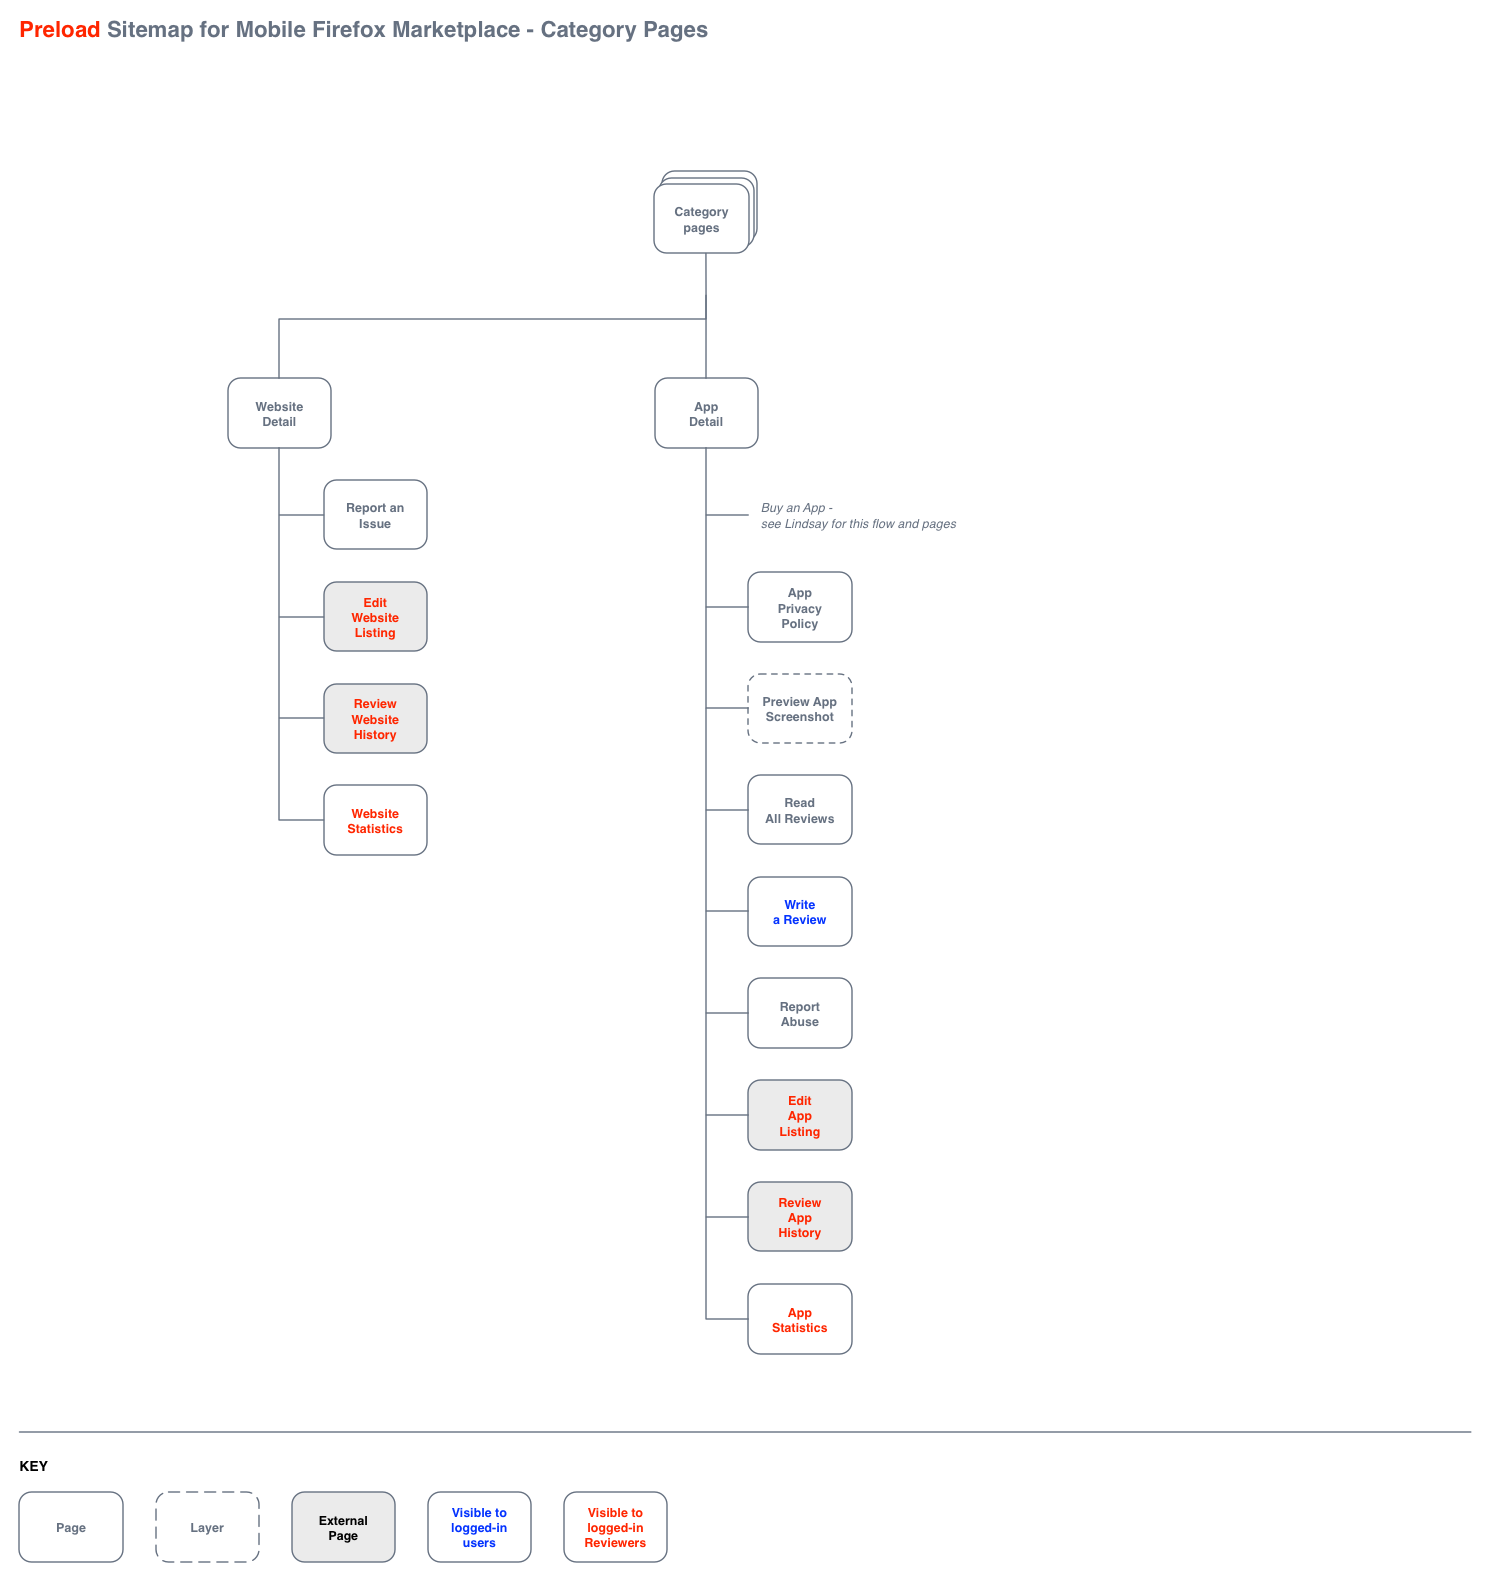 Preload Sitemap for Mobile Firefox Marketplace - Category Pages
Category
pages
Website
Detail
App
Detail
Report an
Issue
Edit
Website
Listing
Review
Website
History
Website
Statistics
Buy an App -
see Lindsay for this flow and pages
App
Privacy
Policy
Preview App
Screenshot
Read
All Reviews
Write
a Review
Report
Abuse
Edit
App
Listing
Review
App
History
App
Statistics
KEY
Page
Layer
External
Page
Visible to
logged-in
users
Visible to
logged-in
Reviewers